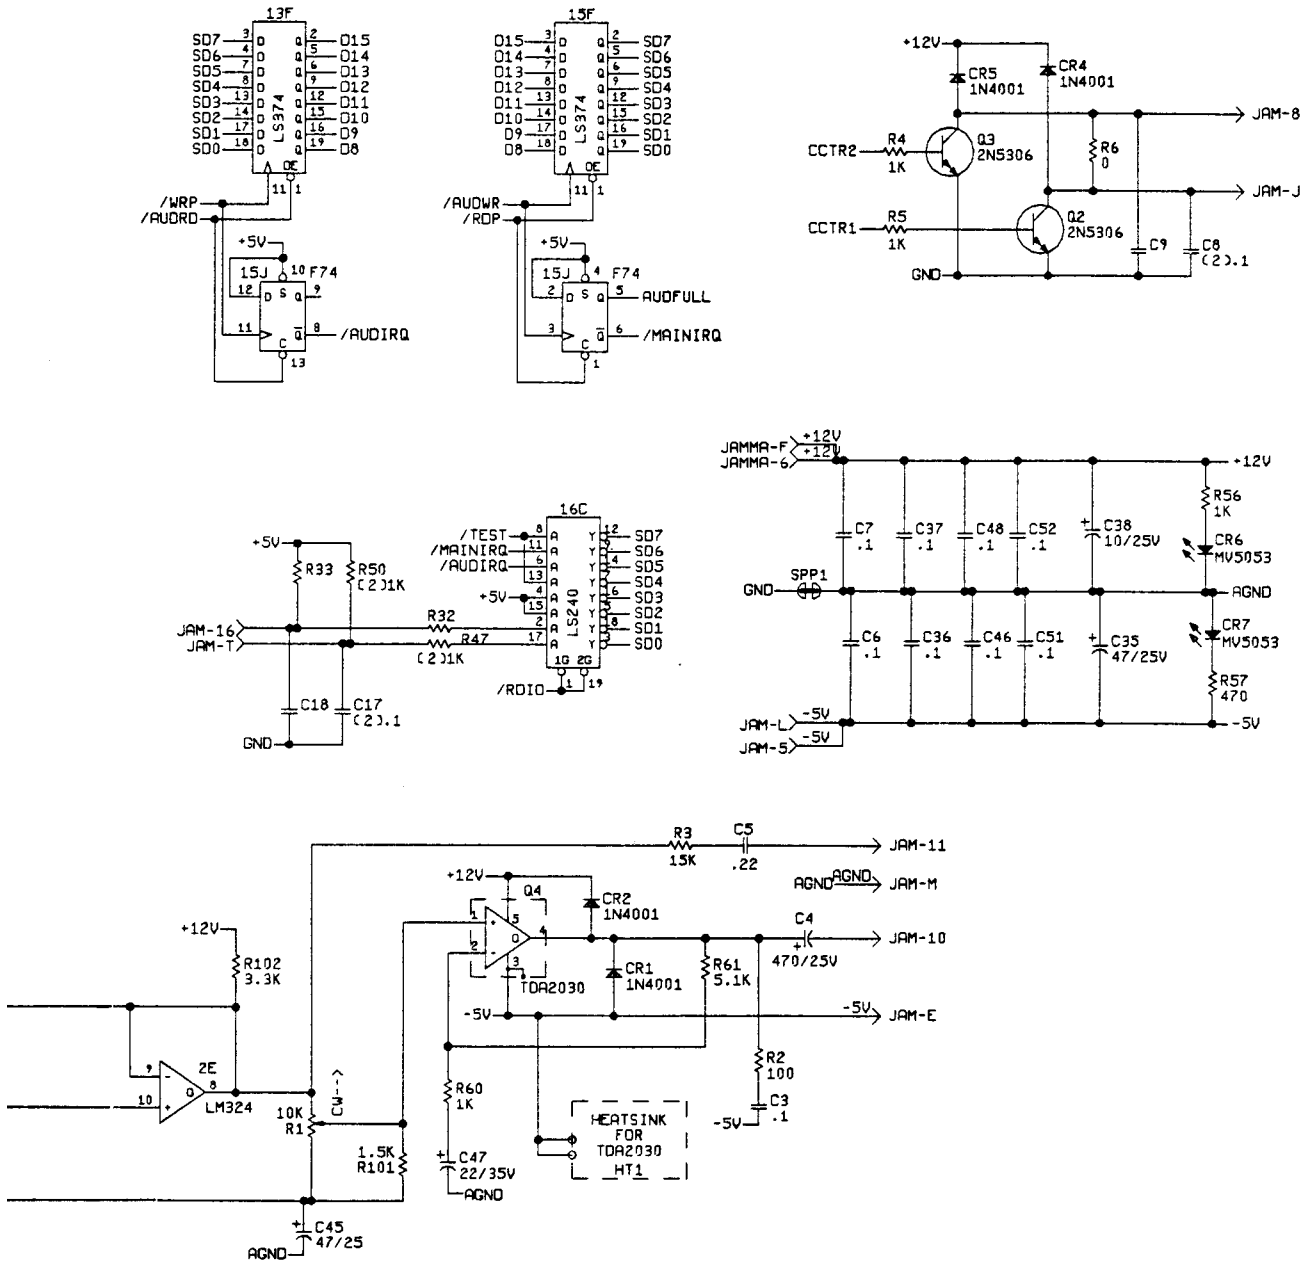 13F
SD7 3 D Q 2 D15
SD6 4 D Q 5 D14
SD5 7 D Q 6 D13
SD4 8 D Q 9 D12
SD3 13 D Q 12 D11
SD2 14 D Q 15 D10
SD1 17 D Q 16 D9
SD0 18 D Q 19 D8
LS374
OE
11 1
/WRP
/AUDRD
+5V
15J 10 F74
12 D S Q 9
11 Q 8 /AUDIRQ
C
13
15F
D15 3 D Q 2 SD7
D14 4 D Q 5 SD6
D13 7 D Q 6 SD5
D12 8 D Q 9 SD4
D11 13 D Q 12 SD3
D10 14 D Q 15 SD2
D9 17 D Q 16 SD1
D8 18 D Q 19 SD0
LS374
OE
11 1
/AUDWR
/RDP
+5V
15J 4 F74
2 D S Q 5 AUDFULL
3 Q 6 /MAINIRQ
C
1
+12V
CR5
1N4001
CR4
1N4001
JAM-8
CCTR2 R4
1K
Q3
2N5306
R6
0
JAM-J
CCTR1 R5
1K
Q2
2N5306
C9
C8
(2).1
GND
+5V
R33
R50
(2)1K
JAM-16
JAM-T
R32
R47
(2)1K
C18
C17
(2).1
GND
16C
/TEST 8 A Y 12 SD7
/MAINIRQ 11 A Y 9 SD6
/AUDIRQ 6 A Y 14 SD5
13 A Y 7 SD4
+5V 4 A Y 16 SD3
15 A Y 5 SD2
2 A Y 18 SD1
17 A Y 3 SD0
LS240
1G 2G
/RDIO 1 19
JAMMA-F +12V
JAMMA-6 +12V
+12V
C7
.1
C37
.1
C48
.1
C52
.1
+ C38
10/25V
R56
1K
CR6
MV5053
GND SPP1
AGND
C6
.1
C36
.1
C46
.1
C51
.1
+ C35
47/25V
CR7
MV5053
R57
470
JAM-L -5V
JAM-5 -5V
-5V
R3
15K
C5
.22
JAM-11
AGND AGND JAM-M
+12V
Q4
CR2
1N4001
1 + 5
O 4
2 - 3
TDA2030
CR1
1N4001
R61
5.1K
C4
+
470/25V
JAM-10
-5V
-5V JAM-E
R2
100
C3
.1
-5V
+12V
R102
3.3K
9 - 2E
O 8
10 + LM324
CW-->
10K
R1
1.5K
R101
R60
1K
+ C47
22/35V
AGND
HEATSINK
FOR
TDA2030
HT1
+ C45
47/25
AGND